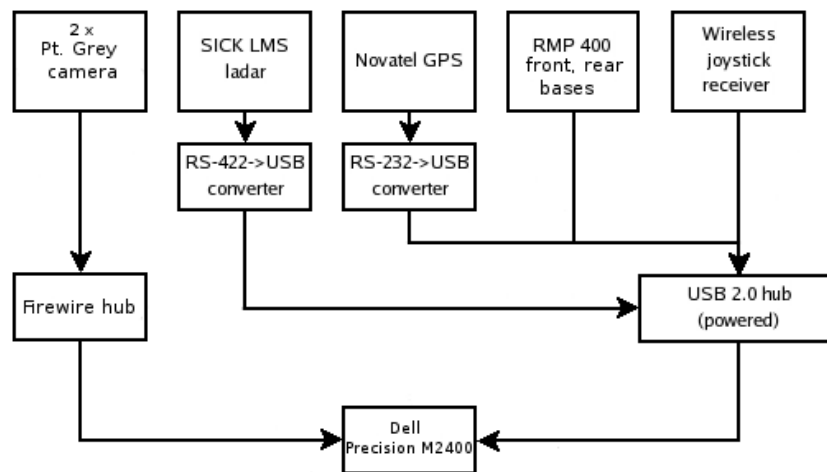 2 x
Pt. Grey
camera
SICK LMS
ladar
Novatel GPS
RMP 400
front, rear
bases
Wireless
joystick
receiver
RS-422->USB
converter
RS-232->USB
converter
Firewire hub
USB 2.0 hub
(powered)
Dell
Precision M2400